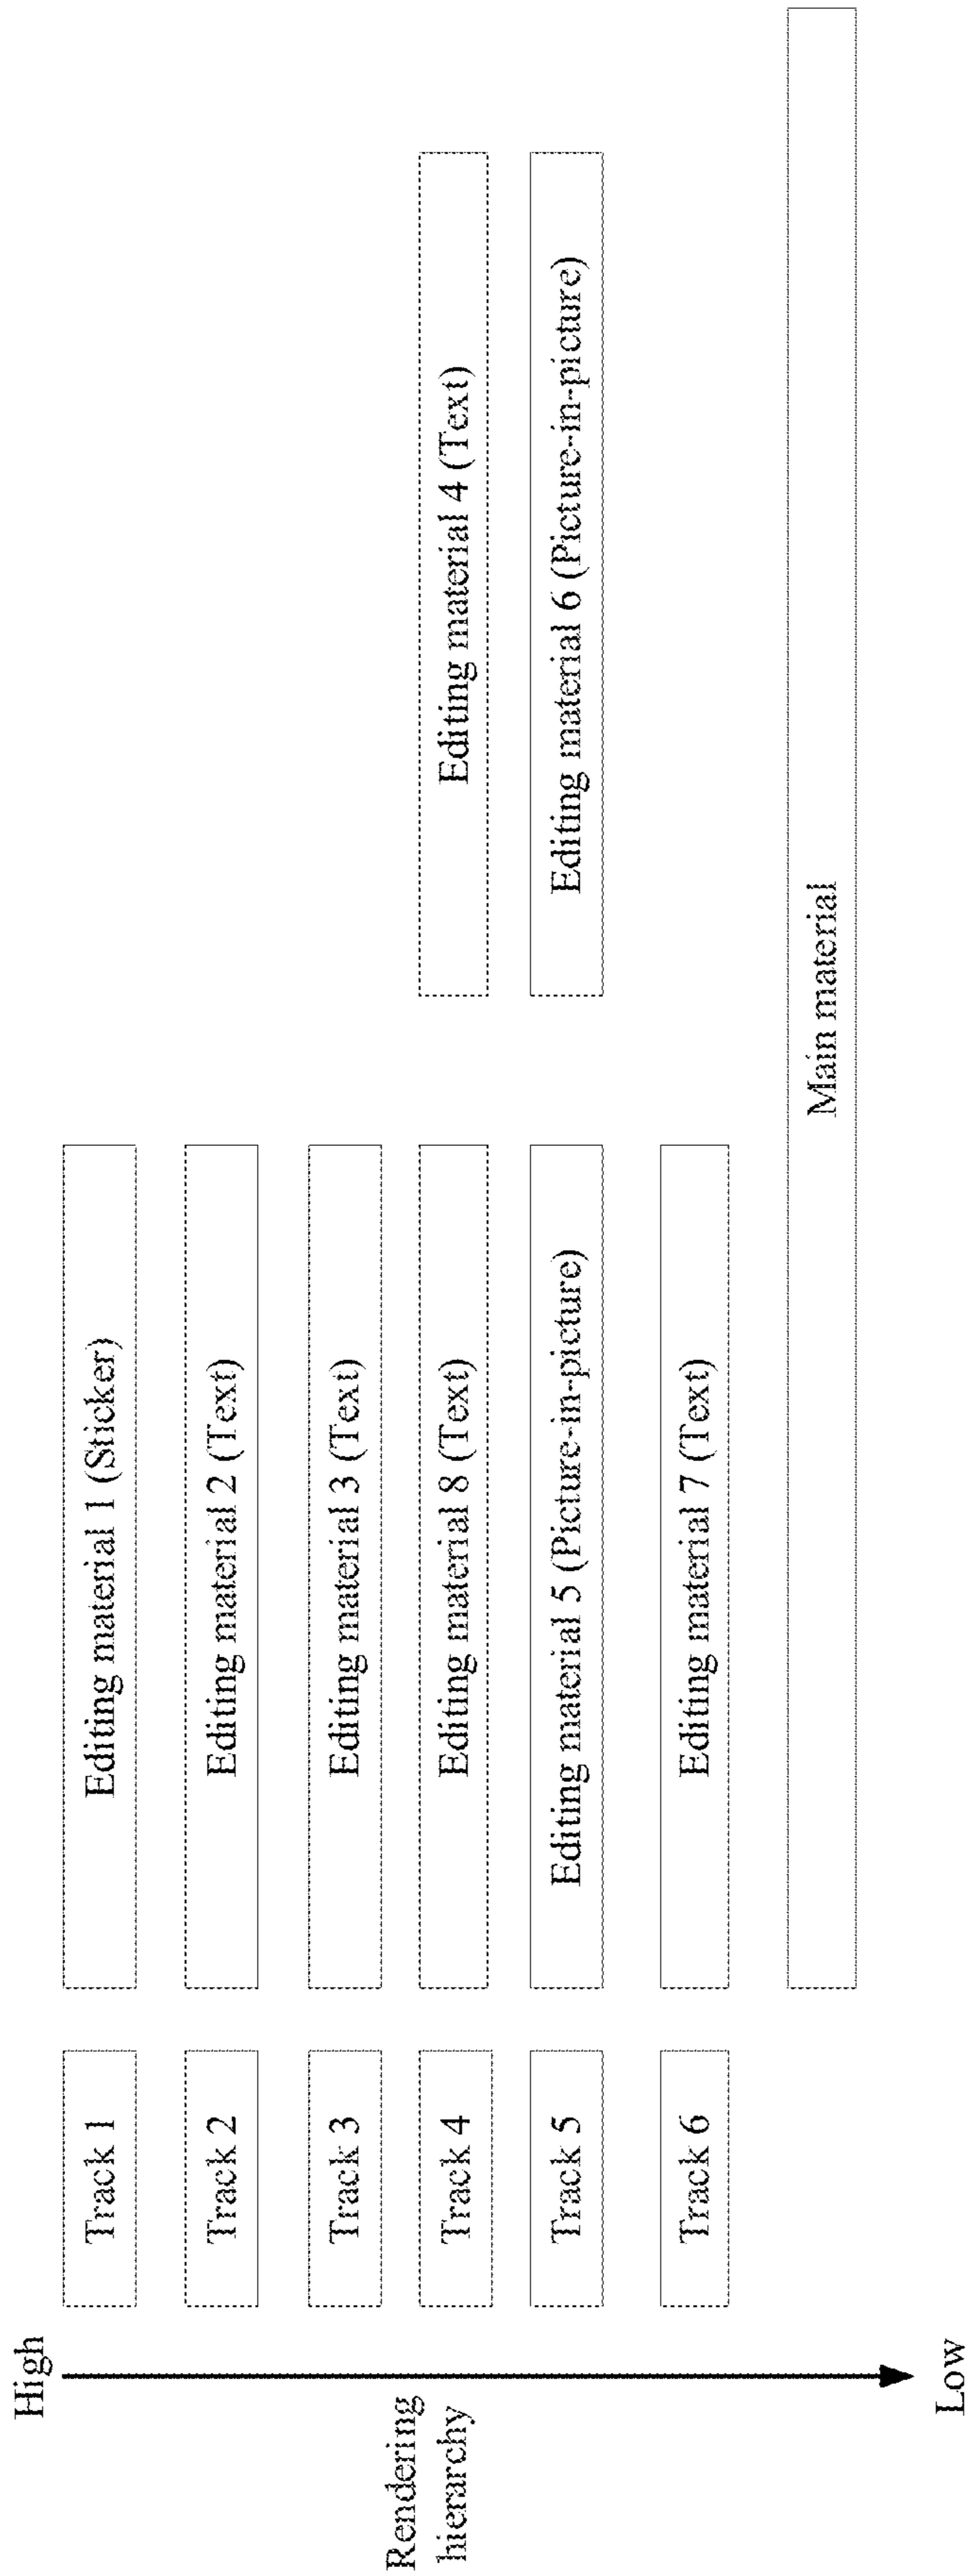 High
Rendering
hierarchy
Low
Track 1
Editing material 1 (Sticker)
Track 2
Editing material 2 (Text)
Track 3
Editing material 3 (Text)
Track 4
Editing material 8 (Text)
Editing material 4 (Text)
Track 5
Editing material 5 (Picture-in-picture)
Editing material 6 (Picture-in-picture)
Track 6
Editing material 7 (Text)
Main material